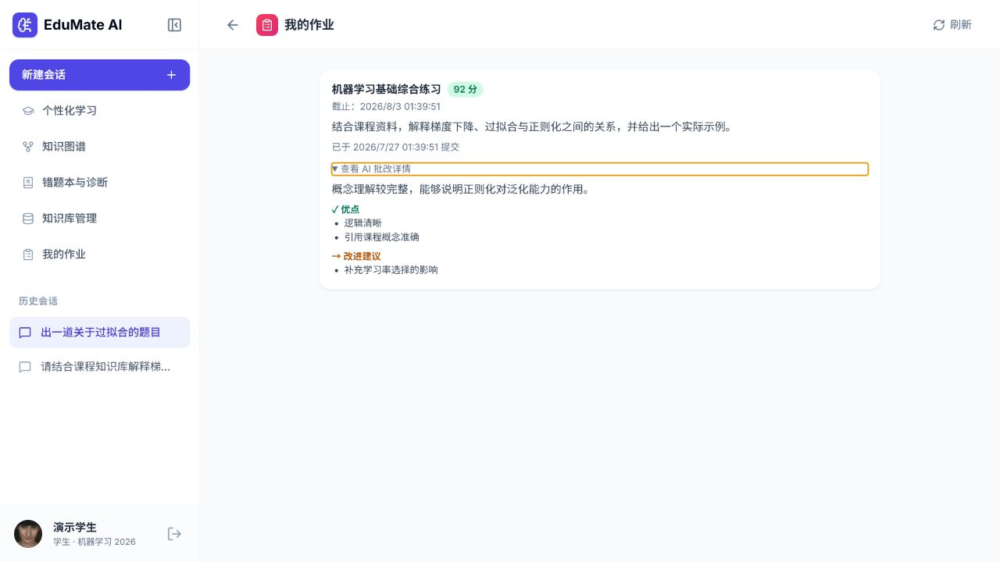 EduMate AI
新建会话
个性化学习
知识图谱
错题本与诊断
知识库管理
我的作业
历史会话
出一道关于过拟合的题目
请结合课程知识库解释梯...
演示学生
学生 · 机器学习 2026
我的作业
刷新
机器学习基础综合练习 92 分
截止：2026/8/3 01:39:51
结合课程资料，解释梯度下降、过拟合与正则化之间的关系，并给出一个实际示例。
已于 2026/7/27 01:39:51 提交
▼ 查看 AI 批改详情
概念理解较完整，能够说明正则化对泛化能力的作用。
✓ 优点
• 逻辑清晰
• 引用课程概念准确
→ 改进建议
• 补充学习率选择的影响